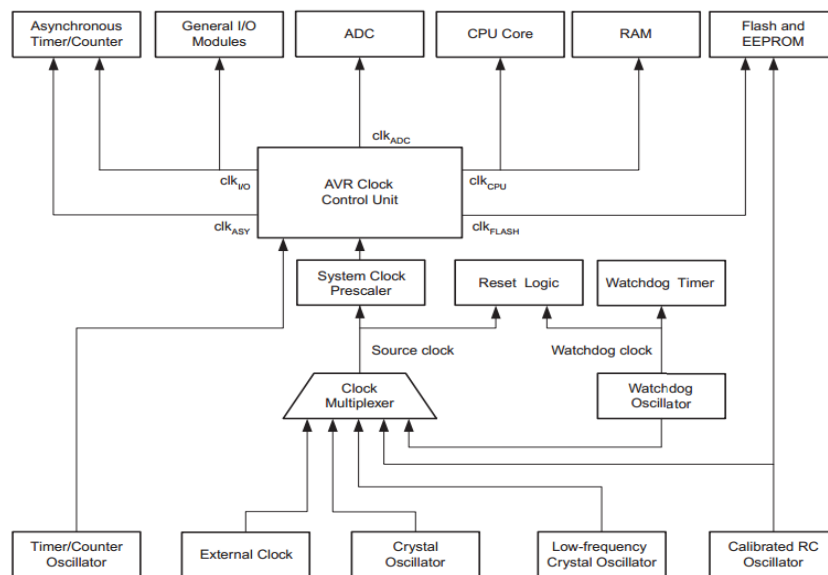 Asynchronous
Timer/Counter
General I/O
Modules
ADC
CPU Core
RAM
Flash and
EEPROM
clkADC
AVR Clock
Control Unit
clkI/O
clkCPU
clkASY
clkFLASH
System Clock
Prescaler
Reset Logic
Watchdog Timer
Source clock
Watchdog clock
Clock
Multiplexer
Watchdog
Oscillator
Timer/Counter
Oscillator
External Clock
Crystal
Oscillator
Low-frequency
Crystal Oscillator
Calibrated RC
Oscillator